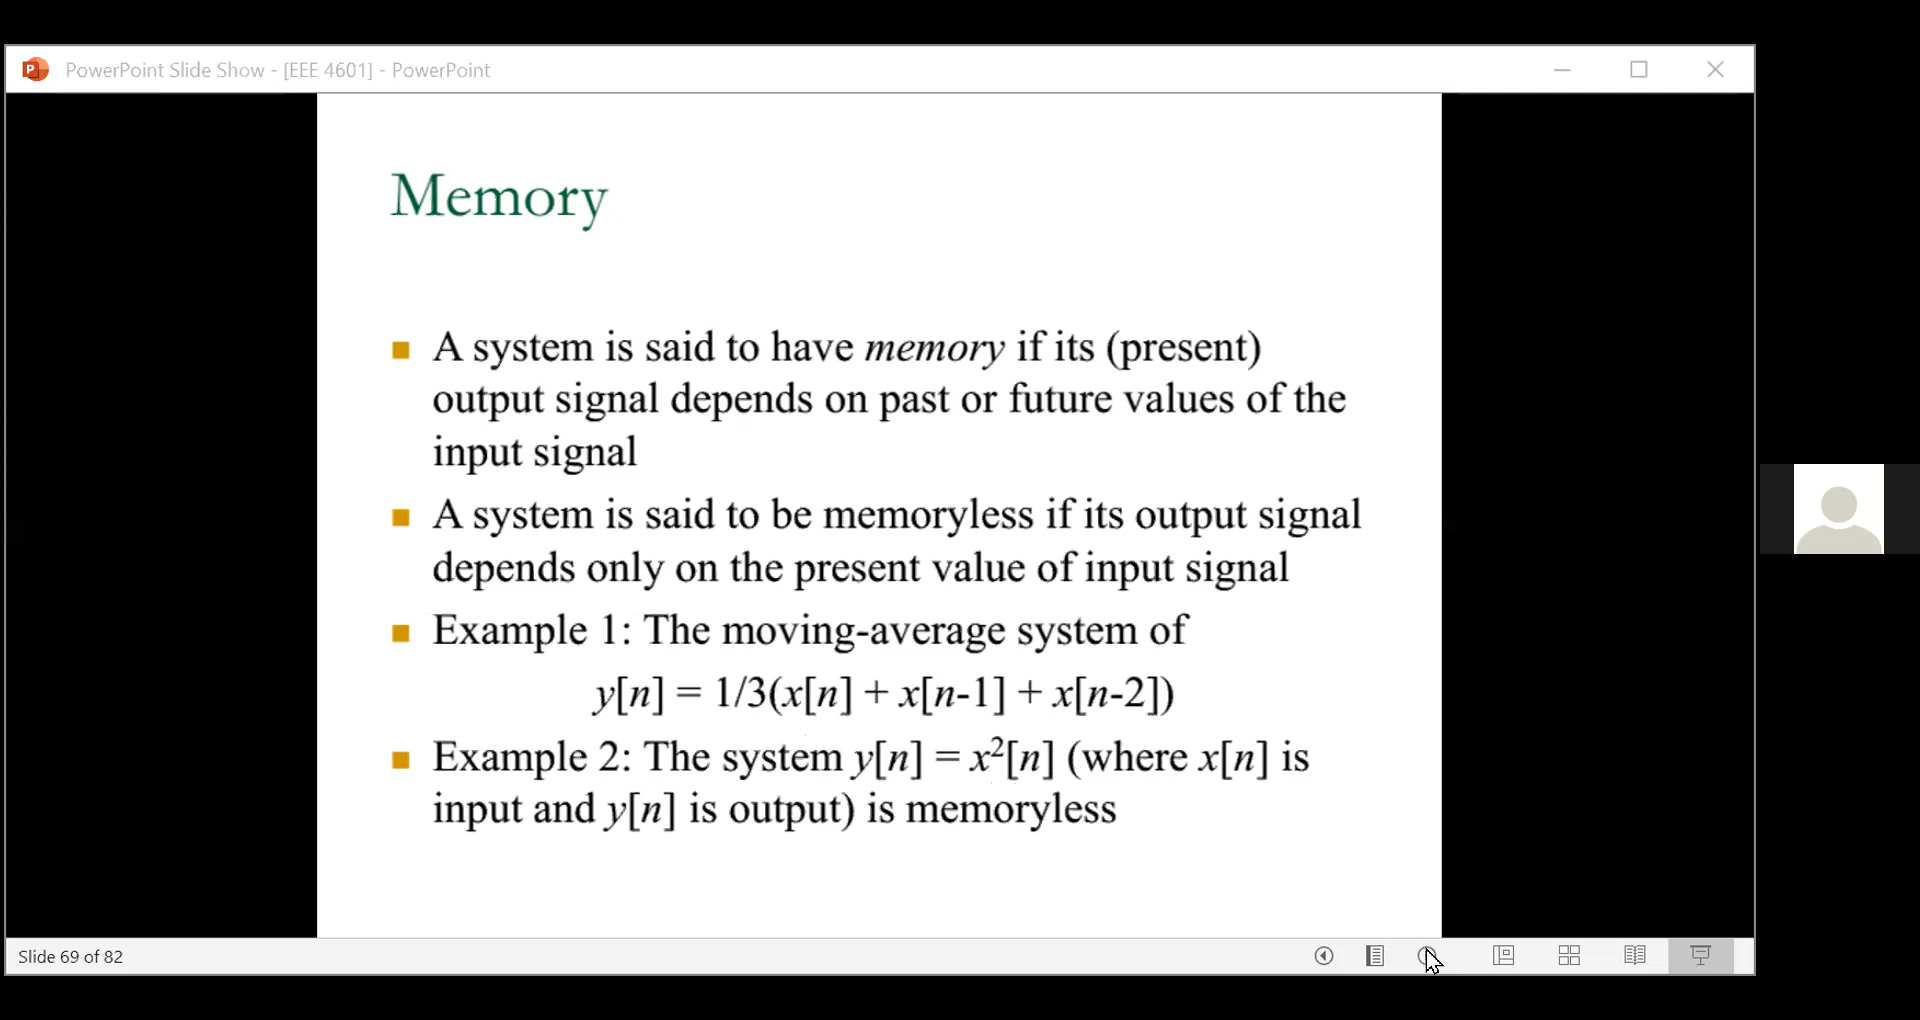 PowerPoint Slide Show - [EEE 4601] - PowerPoint
Memory
A system is said to have memory if its (present)
output signal depends on past or future values of the
input signal
A system is said to be memoryless if its output signal
depends only on the present value of input signal
Example 1: The moving-average system of
y[n] = 1/3(x[n] + x[n-1] + x[n-2])
Example 2: The system y[n] = x²[n] (where x[n] is
input and y[n] is output) is memoryless
Slide 69 of 82